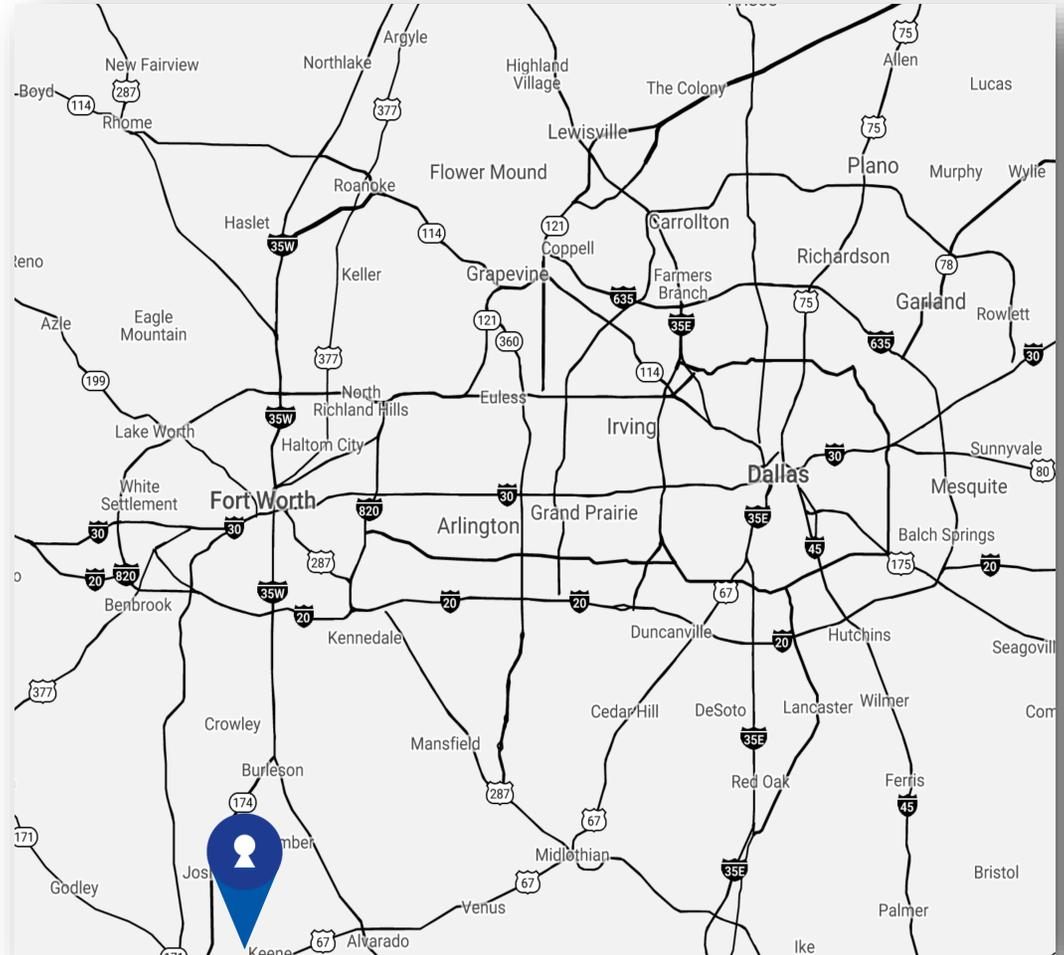 Argyle
75
New Fairview
Northlake
Highland
Village
Allen
287
Boyd
114
377
The Colony
Lucas
Rhome
Lewisville
75
Flower Mound
Plano
Murphy
Wylie
Roanoke
Haslet
114
121
Carrollton
35W
Coppell
Richardson
78
Keller
Grapevine
Farmers
Branch
635
75
Garland
Rowlett
Azle
Eagle
Mountain
121
35E
360
635
30
377
199
114
North
Richland Hills
Euless
35W
Lake Worth
Haltom City
Irving
30
Sunnyvale
80
Dallas
White
Settlement
Fort Worth
30
Mesquite
820
Arlington
Grand Prairie
35E
30
30
45
Balch Springs
287
175
20
820
20
35W
67
Benbrook
20
20
20
Kennedale
Duncanville
20
Hutchins
377
Crowley
Cedar Hill
DeSoto
Lancaster
Wilmer
Mansfield
35E
Burleson
Red Oak
Ferris
174
287
45
171
67
Midlothian
35E
Godley
67
Bristol
Venus
Palmer
67
Alvarado
Keene
Ike